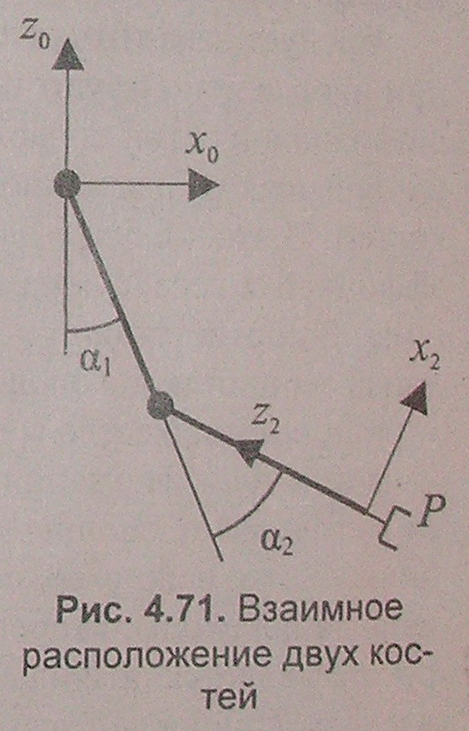 z0
x0
α1
x2
z2
P
α2
Рис. 4.71. Взаимное
расположение двух кос-
тей